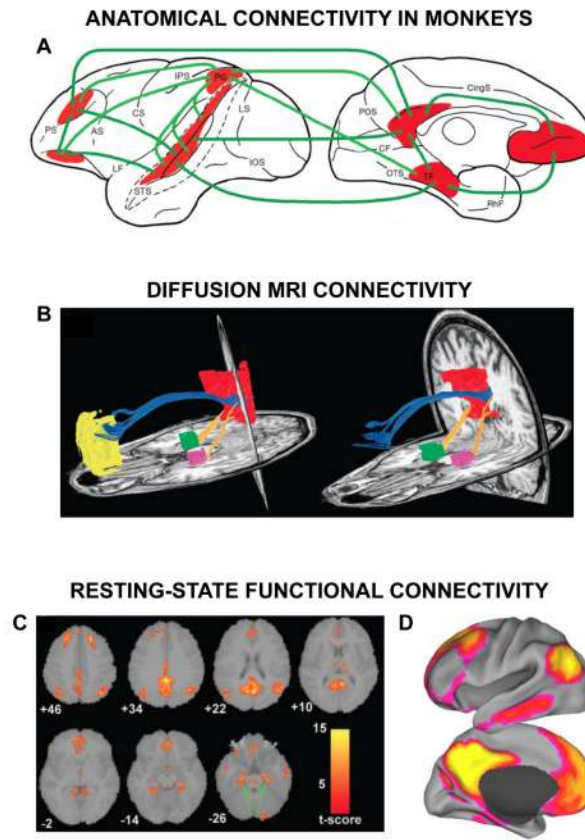 ANATOMICAL CONNECTIVITY IN MONKEYS
A
IPS
PG
CS
LS
PS
AS
LF
STS
IOS
CingS
POS
CF
OTS
TF
RhF
DIFFUSION MRI CONNECTIVITY
B
RESTING-STATE FUNCTIONAL CONNECTIVITY
C
D
+46
+34
+22
+10
15
5
-2
-14
-26
t-score